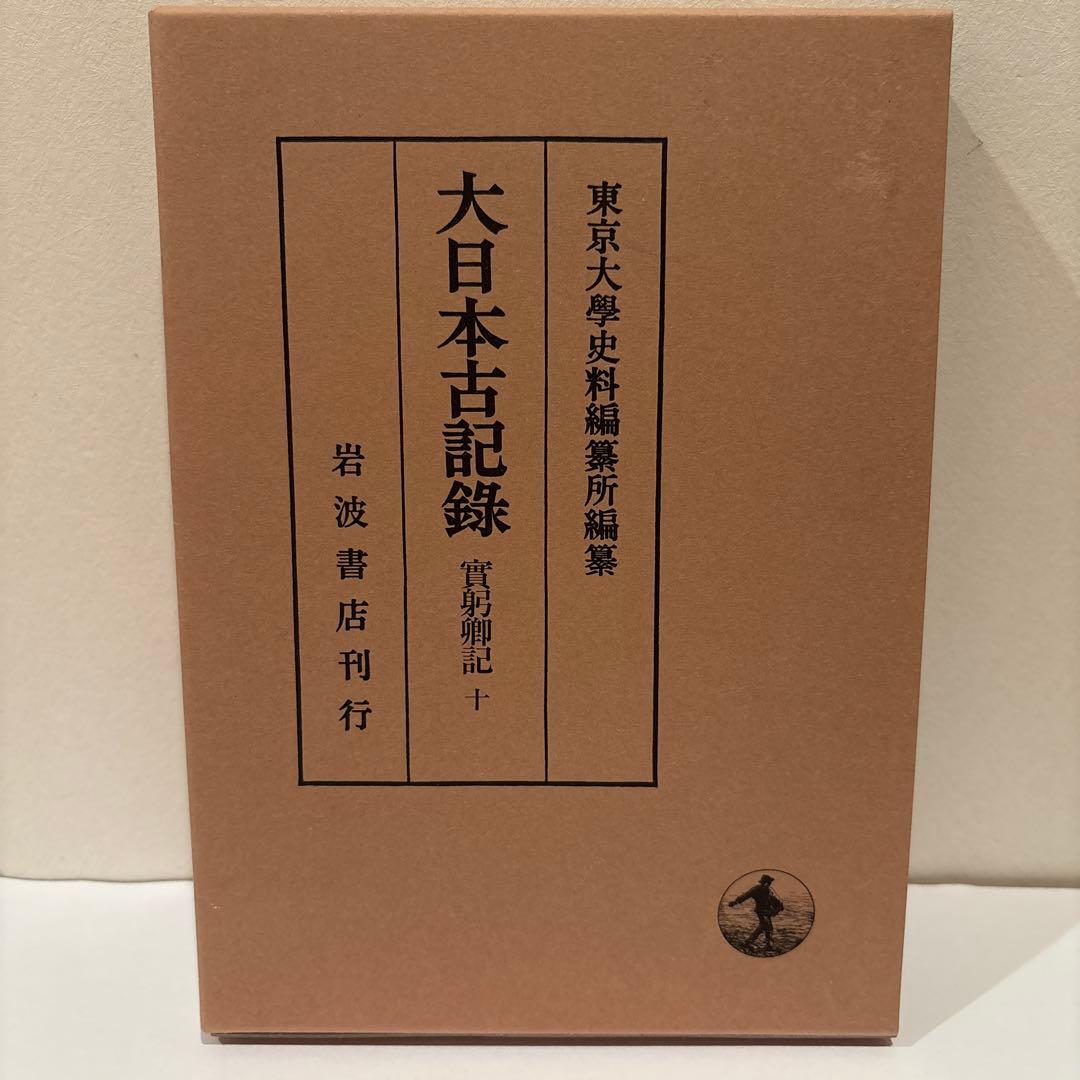 東京大學史料編纂所編纂
大日本古記錄 實躬卿記 十
岩波書店刊行